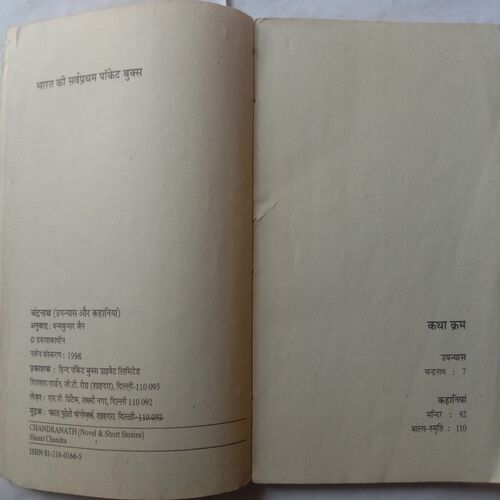 भारत की सर्वप्रथम पॉकेट बुक्स
चंद्रनाथ (उपन्यास और कहानियां)
अनुवाद : धन्यकुमार जैन
© प्रकाशकाधीन
नवीन संस्करण : 1998
प्रकाशक : हिन्द पॉकेट बुक्स प्राइवेट लिमिटेड
दिलशाद गार्डन, जी.टी. रोड (शाहदरा), दिल्ली-110 095
लेज़र : एस.पी. प्रिंटेक, लक्ष्मी नगर, दिल्ली 110 092
मुद्रक : भारत फ़ोटो कंपोज़र्स, शाहदरा, दिल्ली-110 032
CHANDRANATH (Novel & Short Stories)
Sharat Chandra
ISBN 81-216-0166-5
कथा क्रम
उपन्यास
चन्द्रनाथ : 7
कहानियां
मन्दिर : 92
बाल्य-स्मृति : 110